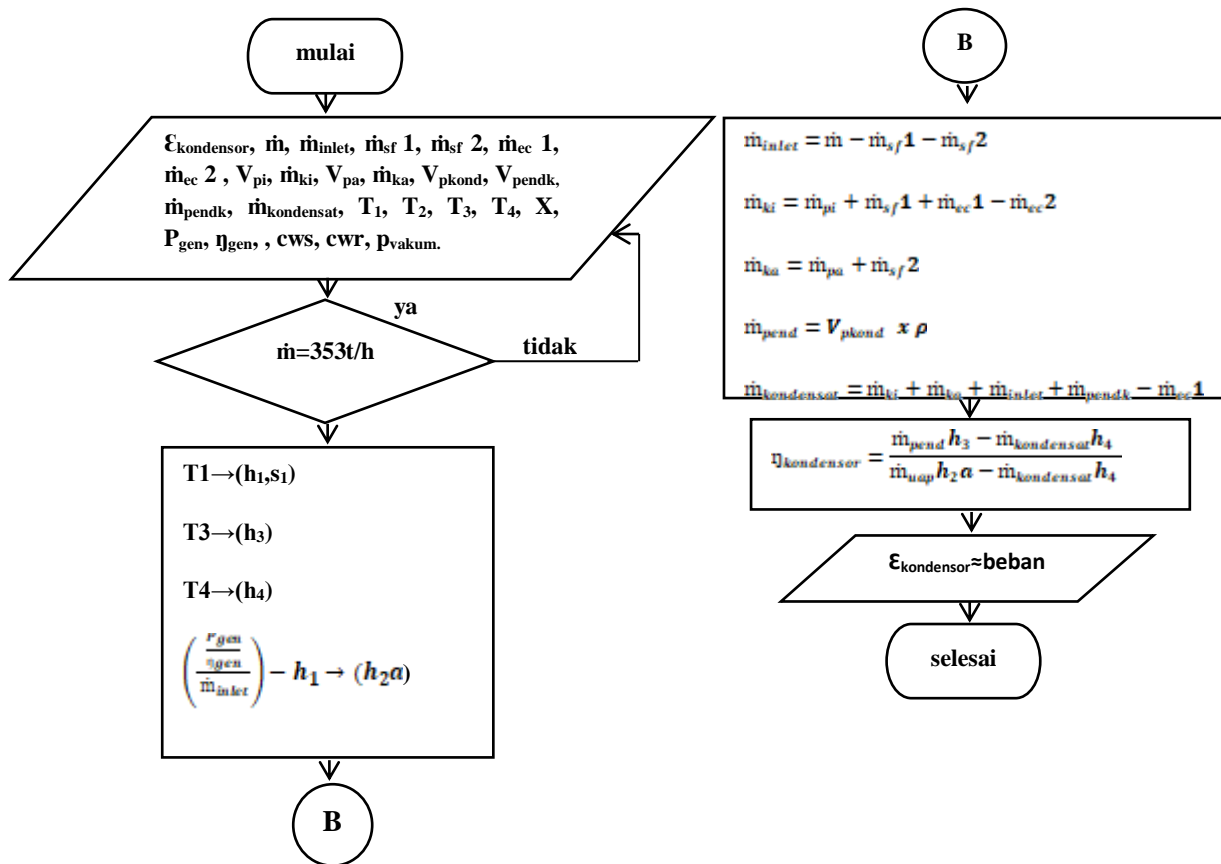 mulai
Ɛkondensor, ṁ, ṁinlet, ṁsf 1, ṁsf 2, ṁec 1,
ṁec 2 , Vpi, ṁki, Vpa, ṁka, Vpkond, Vpendk,
ṁpendk, ṁkondensat, T1, T2, T3, T4, X,
Pgen, ŋgen, , cws, cwr, pvakum.
ya
ṁ=353t/h
tidak
T1→(h1,s1)
T3→(h3)
T4→(h4)
((Pgen/ŋgen)/ṁinlet) − h1 → (h2a)
B
B
ṁinlet = ṁ − ṁsf1 − ṁsf2
ṁki = ṁpi + ṁsf1 + ṁec1 − ṁec2
ṁka = ṁpa + ṁsf2
ṁpend = Vpkond x ρ
ṁkondensat = ṁki + ṁka + ṁinlet + ṁpendk − ṁec1
ŋkondensor = (ṁpend h3 − ṁkondensat h4)/(ṁuap h2a − ṁkondensat h4)
Ɛkondensor≈beban
selesai